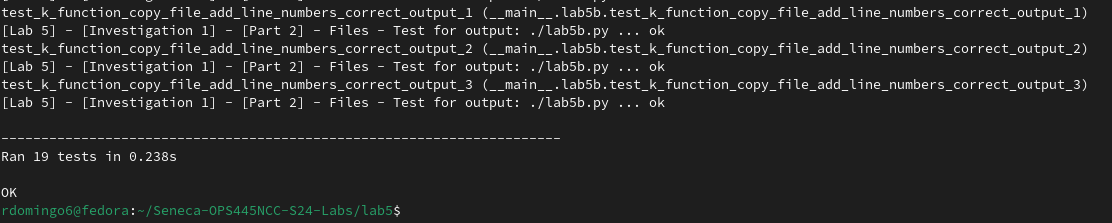 test_k_function_copy_file_add_line_numbers_correct_output_1 (__main__.lab5b.test_k_function_copy_file_add_line_numbers_correct_output_1)
[Lab 5] - [Investigation 1] - [Part 2] - Files - Test for output: ./lab5b.py ... ok
test_k_function_copy_file_add_line_numbers_correct_output_2 (__main__.lab5b.test_k_function_copy_file_add_line_numbers_correct_output_2)
[Lab 5] - [Investigation 1] - [Part 2] - Files - Test for output: ./lab5b.py ... ok
test_k_function_copy_file_add_line_numbers_correct_output_3 (__main__.lab5b.test_k_function_copy_file_add_line_numbers_correct_output_3)
[Lab 5] - [Investigation 1] - [Part 2] - Files - Test for output: ./lab5b.py ... ok
----------------------------------------------------------------------
Ran 19 tests in 0.238s
OK
rdomingo6@fedora:~/Seneca-OPS445NCC-S24-Labs/lab5$